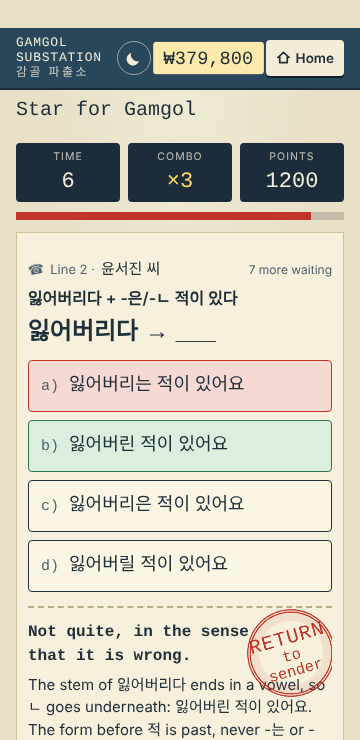 GAMGOL
SUBSTATION
감골 파출소
₩379,800
Home
Star for Gamgol
TIME
6
COMBO
×3
POINTS
1200
☎ Line 2 · 윤서진 씨
7 more waiting
잃어버리다 + -은/-ㄴ 적이 있다
잃어버리다 → ___
a) 잃어버리는 적이 있어요
b) 잃어버린 적이 있어요
c) 잃어버리은 적이 있어요
d) 잃어버릴 적이 있어요
Not quite, in the sense
that it is wrong.
RETURN
to
sender
The stem of 잃어버리다 ends in a vowel, so
ㄴ goes underneath: 잃어버린 적이 있어요.
The form before 적 is past, never -는 or -